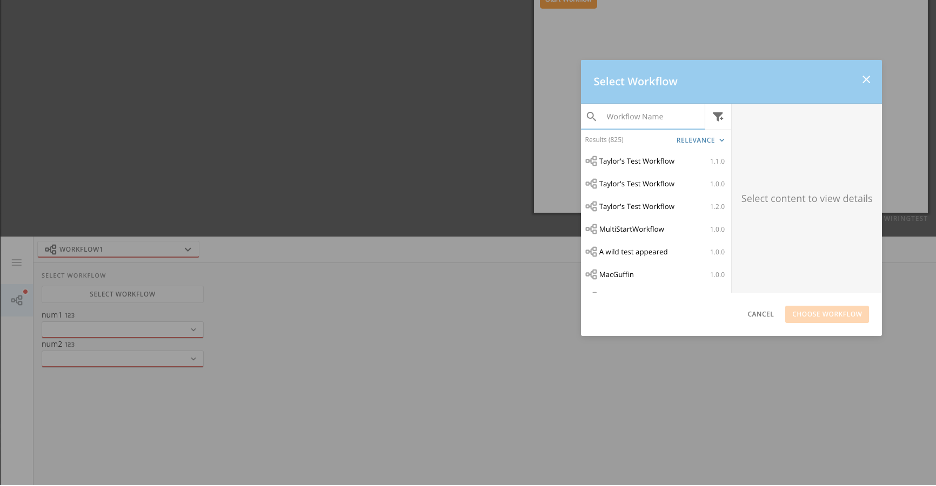 Select Workflow
Workflow Name
Results (825) RELEVANCE
Taylor's Test Workflow 1.1.0
Taylor's Test Workflow 1.0.0
Taylor's Test Workflow 1.2.0
MultiStartWorkflow 1.0.0
A wild test appeared 1.0.0
MacGuffin 1.0.0
Select content to view details
CANCEL CHOOSE WORKFLOW
WIRINGTEST
WORKFLOW1
SELECT WORKFLOW
SELECT WORKFLOW
num1 123
num2 123